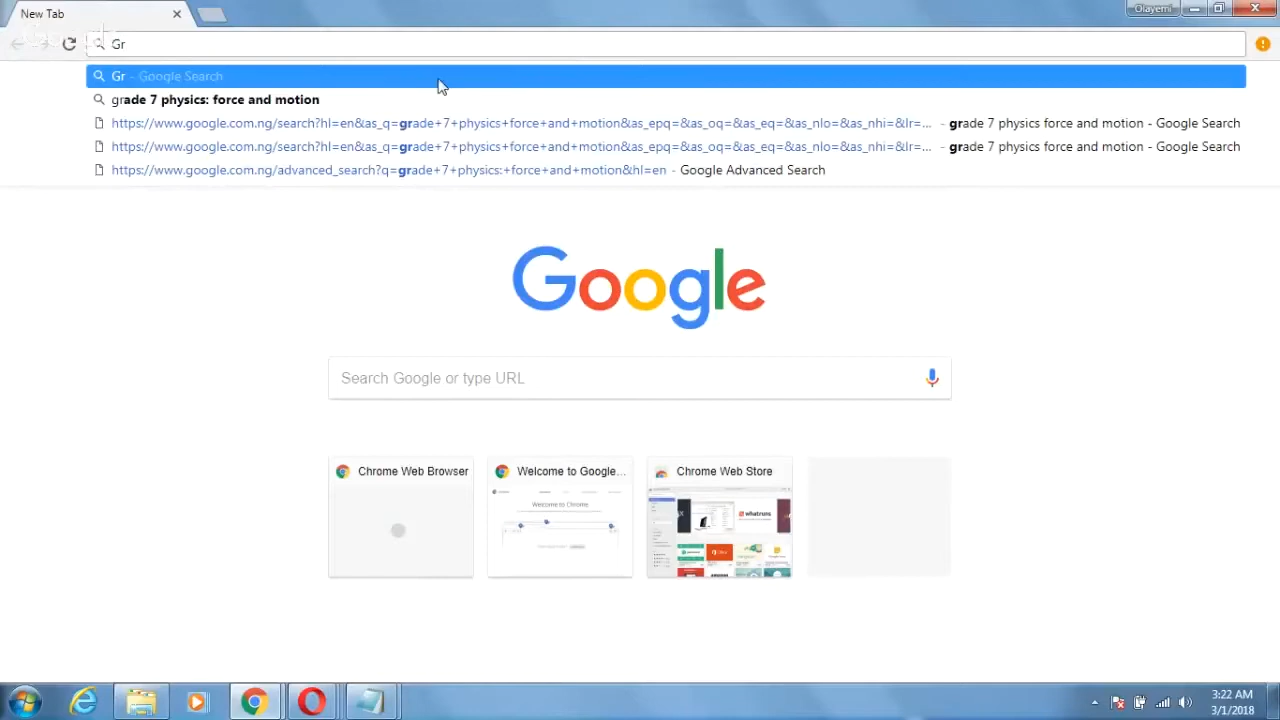 New Tab
Olayemi
Gr
Gr - Google Search
grade 7 physics: force and motion
https://www.google.com.ng/search?hl=en&as_q=grade+7+physics+force+and+motion&as_epq=&as_oq=&as_eq=&as_nlo=&as_nhi=&lr=... - grade 7 physics force and motion - Google Search
https://www.google.com.ng/search?hl=en&as_q=grade+7+physics+force+and+motion&as_epq=&as_oq=&as_eq=&as_nlo=&as_nhi=&lr=... - grade 7 physics force and motion - Google Search
https://www.google.com.ng/advanced_search?q=grade+7+physics:+force+and+motion&hl=en - Google Advanced Search
Google
Search Google or type URL
Chrome Web Browser
Welcome to Google...
Chrome Web Store
Welcome to Chrome
whatruns
3:22 AM
3/1/2018